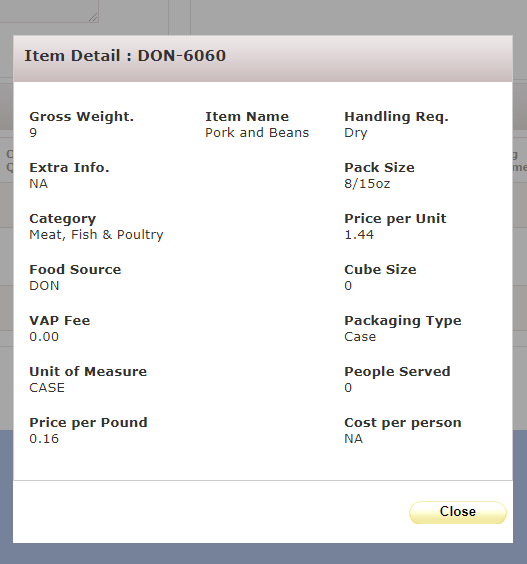 Item Detail : DON-6060
Gross Weight. Item Name Handling Req.
9 Pork and Beans Dry
Extra Info. Pack Size
NA 8/15oz
Category Price per Unit
Meat, Fish & Poultry 1.44
Food Source Cube Size
DON 0
VAP Fee Packaging Type
0.00 Case
Unit of Measure People Served
CASE 0
Price per Pound Cost per person
0.16 NA
Close